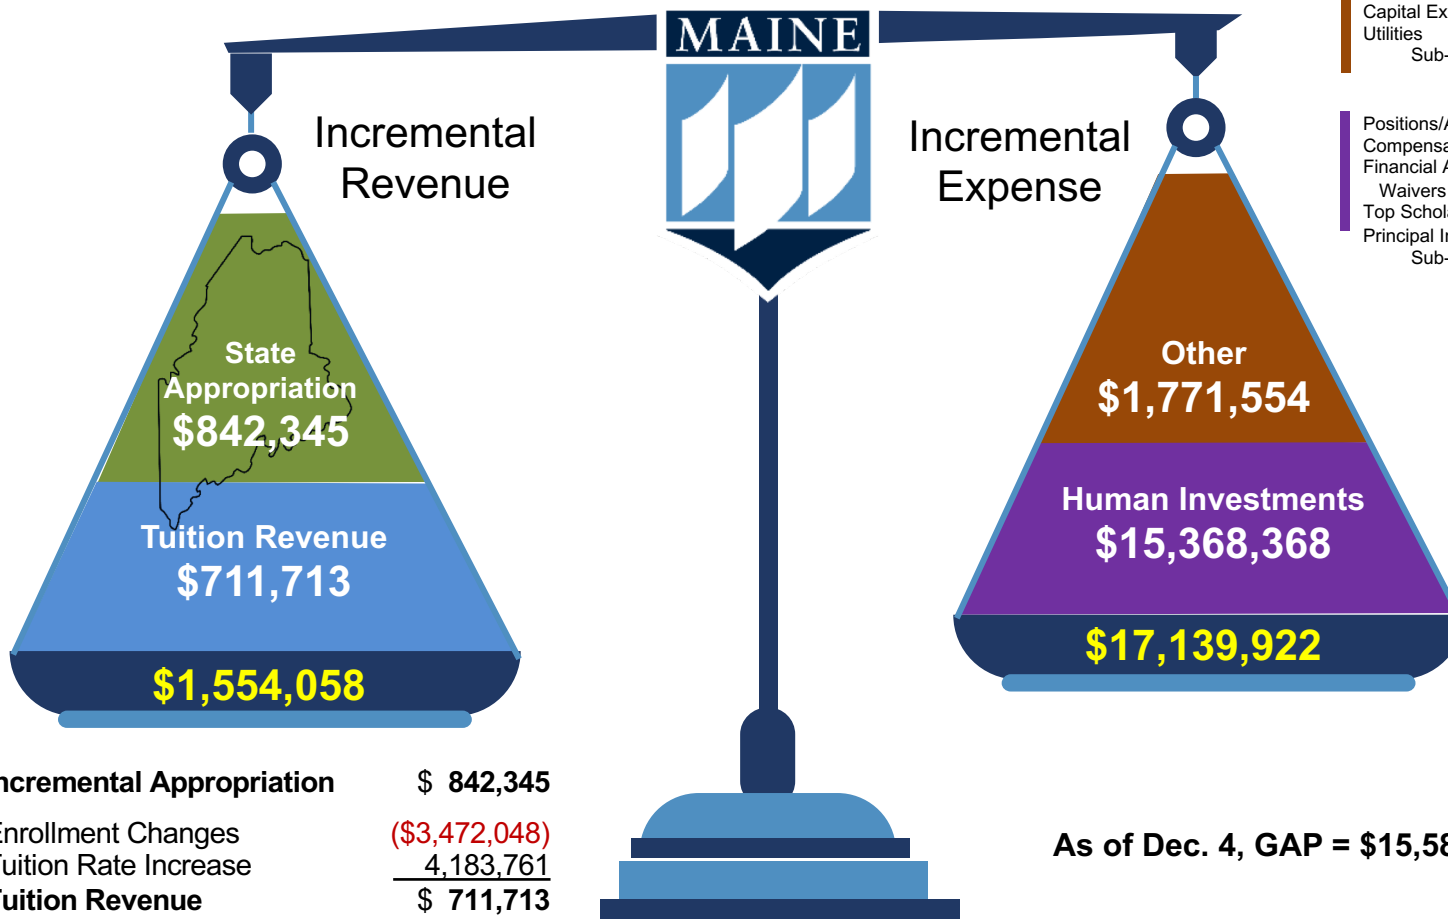 MAINE
Capital Ex
Utilities
Sub-
Incremental
Revenue
Incremental
Expense
Positions/
Compensa
Financial A
Waivers
Top Schol
Principal I
Sub-
State
Appropriation
$842,345
Tuition Revenue
$711,713
$1,554,058
Other
$1,771,554
Human Investments
$15,368,368
$17,139,922
ncremental Appropriation $ 842,345
Enrollment Changes ($3,472,048)
Tuition Rate Increase 4,183,761
Tuition Revenue $ 711,713
As of Dec. 4, GAP = $15,58